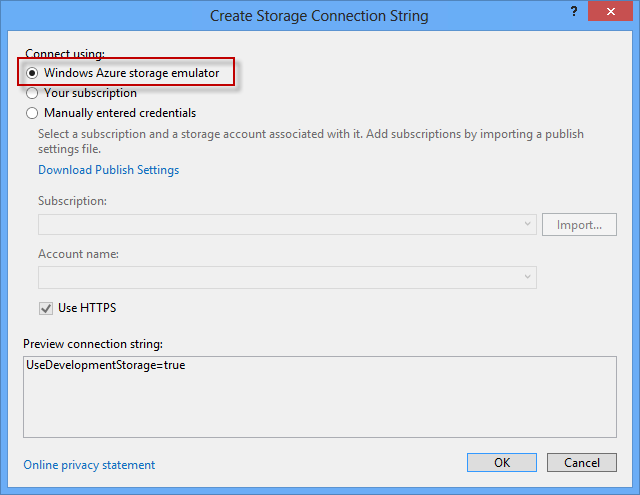 Create Storage Connection String
?
Connect using:
Windows Azure storage emulator
Your subscription
Manually entered credentials
Select a subscription and a storage account associated with it. Add subscriptions by importing a publish
settings file.
Download Publish Settings
Subscription:
Import...
Account name:
Use HTTPS
Preview connection string:
UseDevelopmentStorage=true
Online privacy statement
OK
Cancel